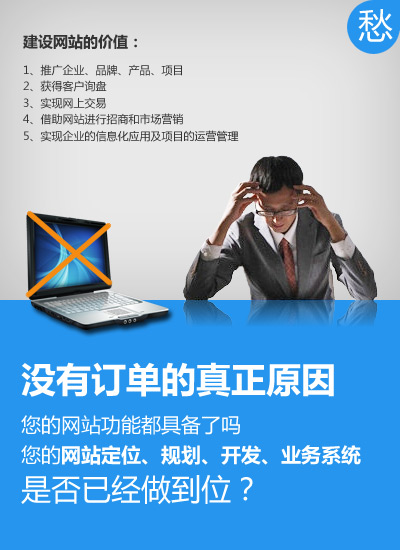 愁
建设网站的价值：
1、推广企业、品牌、产品、项目
2、获得客户询盘
3、实现网上交易
4、借助网站进行招商和市场营销
5、实现企业的信息化应用及项目的运营管理
没有订单的真正原因
您的网站功能都具备了吗
您的网站定位、规划、开发、业务系统
是否已经做到位？